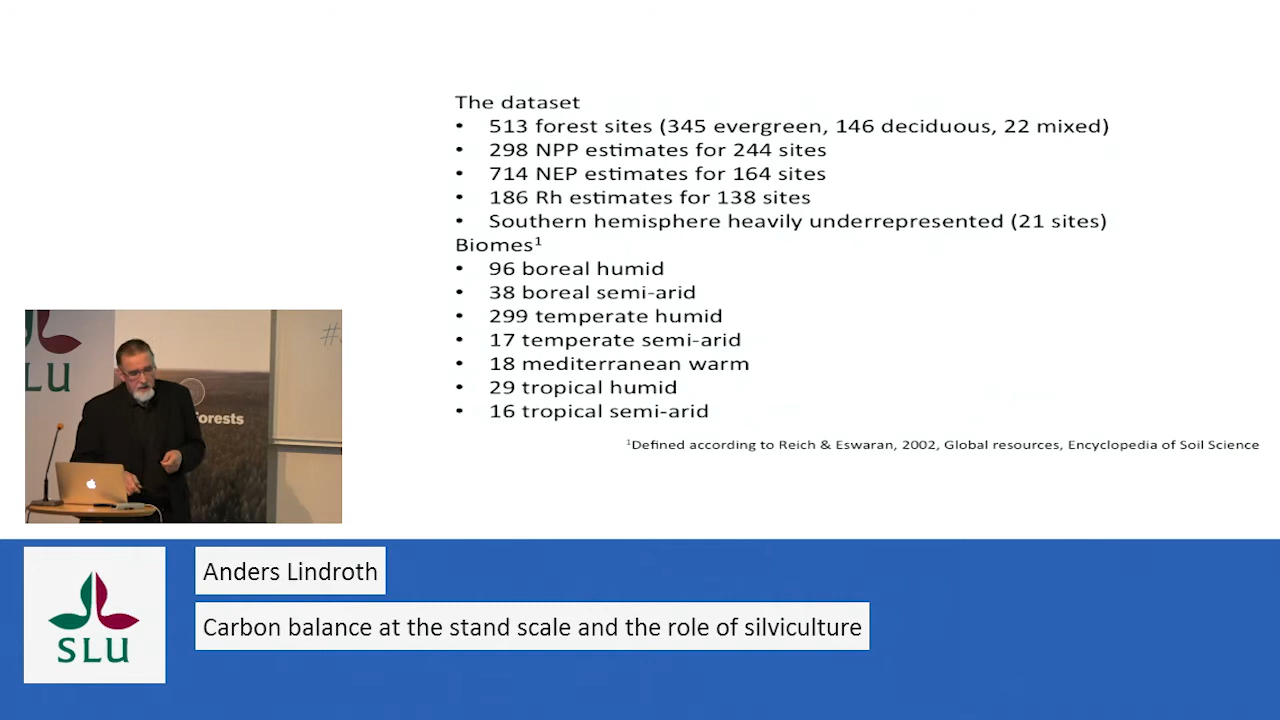 The dataset
• 513 forest sites (345 evergreen, 146 deciduous, 22 mixed)
• 298 NPP estimates for 244 sites
• 714 NEP estimates for 164 sites
• 186 Rh estimates for 138 sites
• Southern hemisphere heavily underrepresented (21 sites)
Biomes¹
• 96 boreal humid
• 38 boreal semi-arid
• 299 temperate humid
• 17 temperate semi-arid
• 18 mediterranean warm
• 29 tropical humid
• 16 tropical semi-arid
¹Defined according to Reich & Eswaran, 2002, Global resources, Encyclopedia of Soil Science
LU
orests
SLU
Anders Lindroth
Carbon balance at the stand scale and the role of silviculture